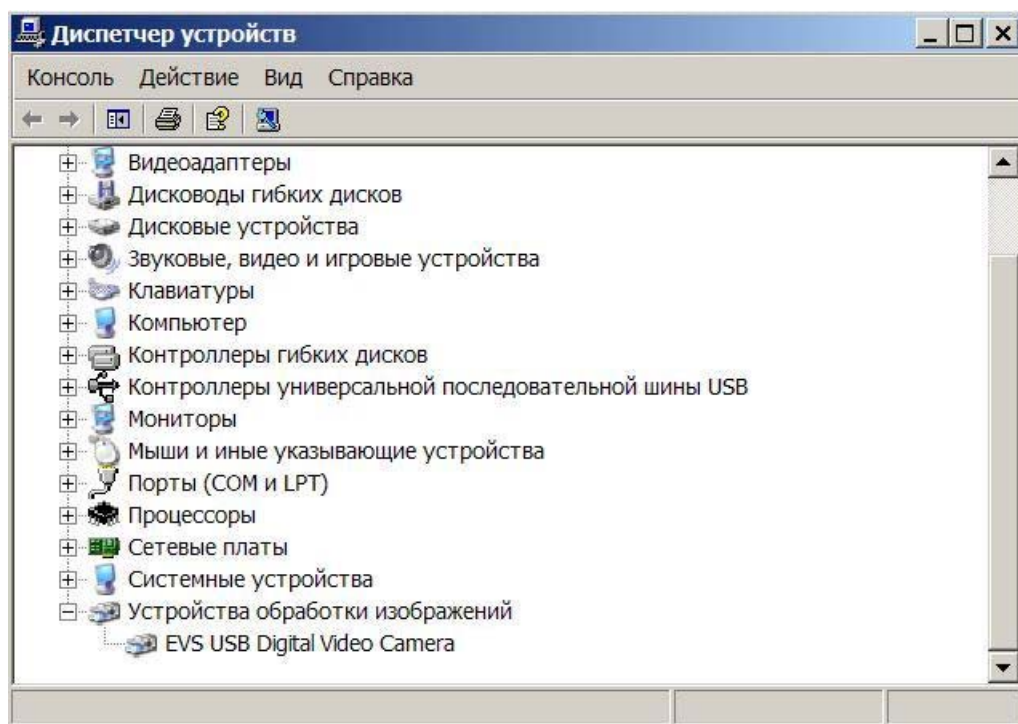 Диспетчер устройств
Консоль Действие Вид Справка
Видеоадаптеры
Дисководы гибких дисков
Дисковые устройства
Звуковые, видео и игровые устройства
Клавиатуры
Компьютер
Контроллеры гибких дисков
Контроллеры универсальной последовательной шины USB
Мониторы
Мыши и иные указывающие устройства
Порты (COM и LPT)
Процессоры
Сетевые платы
Системные устройства
Устройства обработки изображений
EVS USB Digital Video Camera